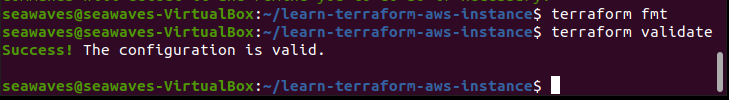 seawaves@seawaves-VirtualBox:~/learn-terraform-aws-instance$ terraform fmt
seawaves@seawaves-VirtualBox:~/learn-terraform-aws-instance$ terraform validate
Success! The configuration is valid.
seawaves@seawaves-VirtualBox:~/learn-terraform-aws-instance$